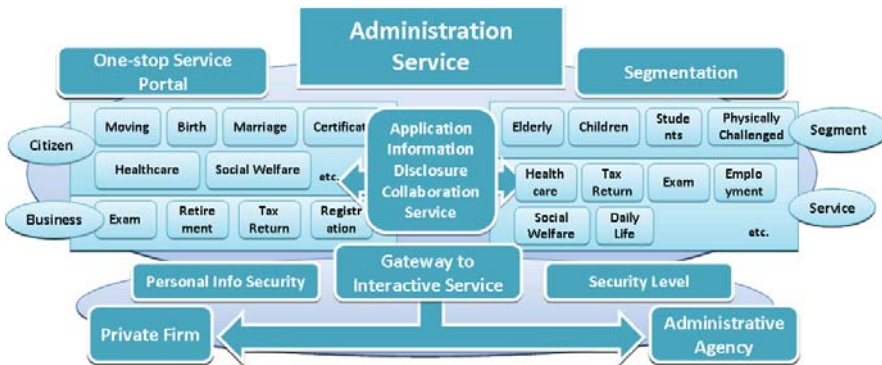 Administration
Service
One-stop Service
Portal
Segmentation
Citizen
Moving
Birth
Marriage
Certificat
Healthcare
Social Welfare
etc.
Business
Exam
Retire
ment
Tax
Return
Registr
ation
Application
Information
Disclosure
Collaboration
Service
Elderly
Children
Stude
nts
Physically
Challenged
Segment
Health
care
Tax
Return
Exam
Emplo
yment
Social
Welfare
Daily
Life
etc.
Service
Personal Info Security
Gateway to
Interactive Service
Security Level
Private Firm
Administrative
Agency